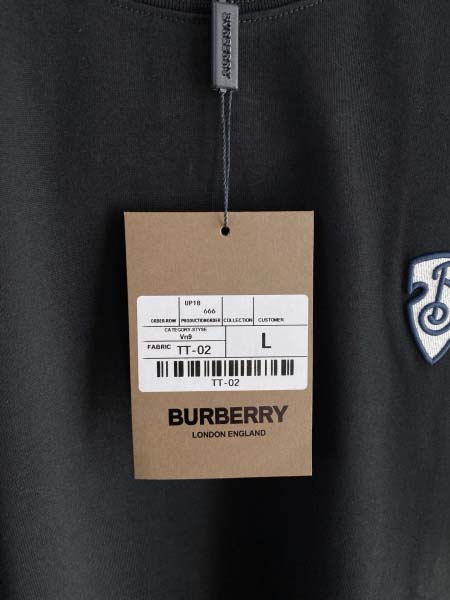 BURBERRY
UP18
666
ORDER-ROW PRODUCTIONORDER COLLECTION CUSTOMER
CATEGORY-STYLE
Vn9
FABRIC TT-02
L
TT-02
BURBERRY
LONDON ENGLAND